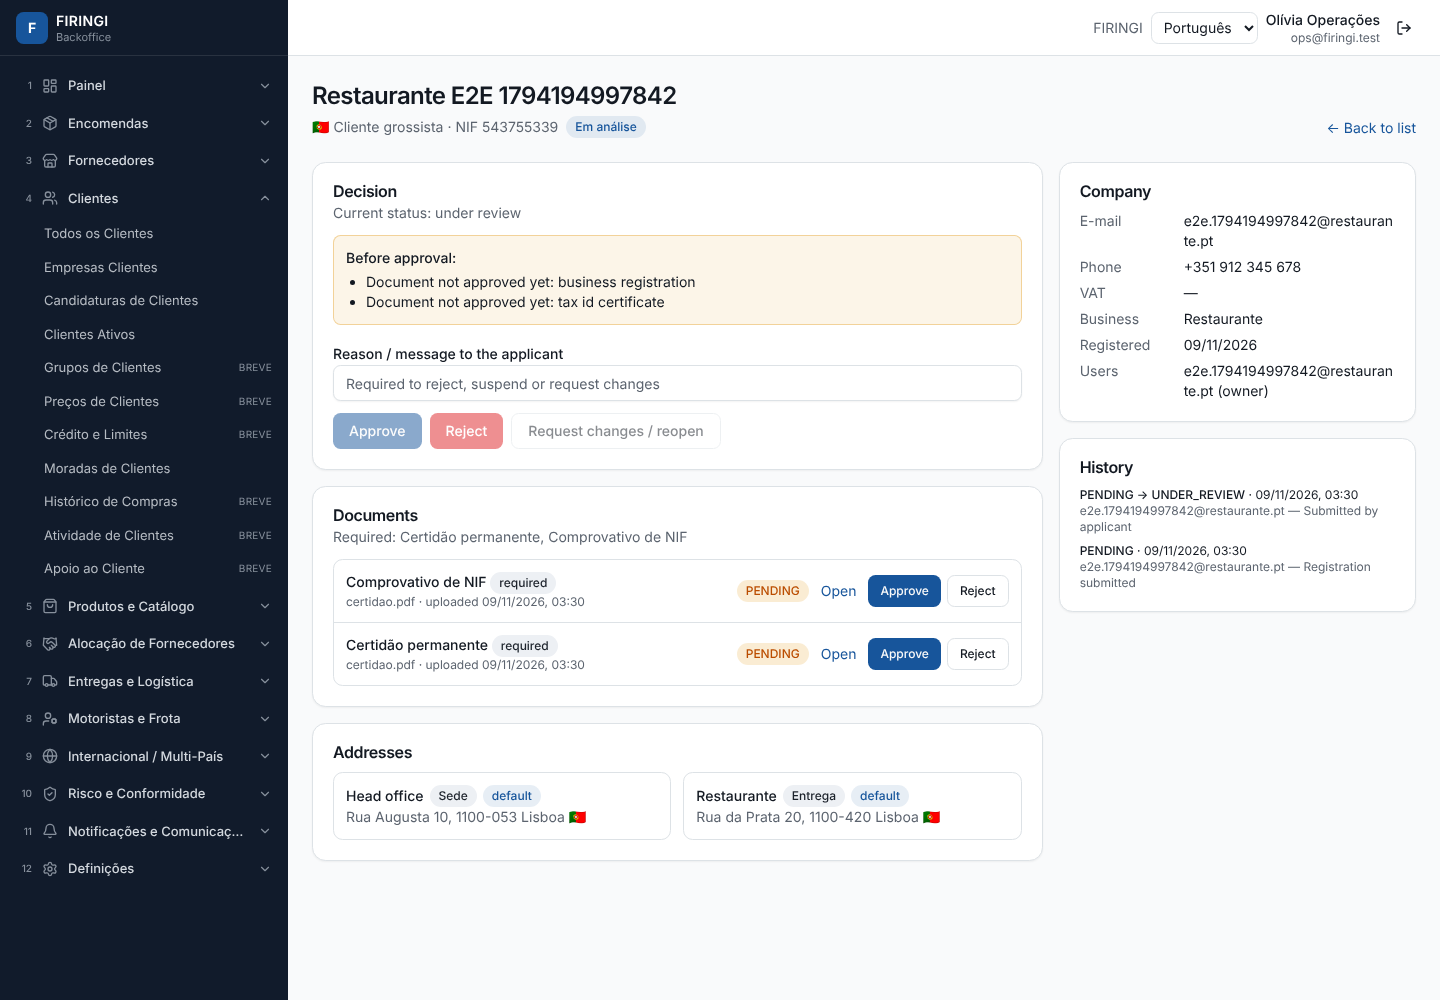 F
FIRINGI
Backoffice
1 Painel
2 Encomendas
3 Fornecedores
4 Clientes
Todos os Clientes
Empresas Clientes
Candidaturas de Clientes
Clientes Ativos
Grupos de Clientes BREVE
Preços de Clientes BREVE
Crédito e Limites BREVE
Moradas de Clientes
Histórico de Compras BREVE
Atividade de Clientes BREVE
Apoio ao Cliente BREVE
5 Produtos e Catálogo
6 Alocação de Fornecedores
7 Entregas e Logística
8 Motoristas e Frota
9 Internacional / Multi-País
10 Risco e Conformidade
11 Notificações e Comunicaç...
12 Definições
FIRINGI Português
Olívia Operações
ops@firingi.test
Restaurante E2E 1794194997842
Cliente grossista · NIF 543755339 Em análise
← Back to list
Decision
Current status: under review
Before approval:
• Document not approved yet: business registration
• Document not approved yet: tax id certificate
Reason / message to the applicant
Required to reject, suspend or request changes
Approve Reject Request changes / reopen
Documents
Required: Certidão permanente, Comprovativo de NIF
Comprovativo de NIF required
certidao.pdf · uploaded 09/11/2026, 03:30
PENDING Open Approve Reject
Certidão permanente required
certidao.pdf · uploaded 09/11/2026, 03:30
PENDING Open Approve Reject
Addresses
Head office Sede default
Rua Augusta 10, 1100-053 Lisboa
Restaurante Entrega default
Rua da Prata 20, 1100-420 Lisboa
Company
E-mail e2e.1794194997842@restauran
te.pt
Phone +351 912 345 678
VAT —
Business Restaurante
Registered 09/11/2026
Users e2e.1794194997842@restauran
te.pt (owner)
History
PENDING → UNDER_REVIEW · 09/11/2026, 03:30
e2e.1794194997842@restaurante.pt — Submitted by
applicant
PENDING · 09/11/2026, 03:30
e2e.1794194997842@restaurante.pt — Registration
submitted